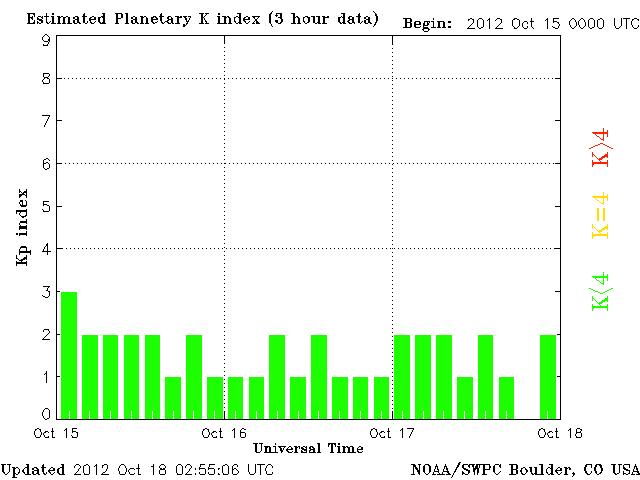 Estimated Planetary K index (3 hour data)
Begin: 2012 Oct 15 0000 UTC
9
8
7
6
5
4
3
2
1
0
Kp index
K>4
K=4
K<4
Oct 15
Oct 16
Oct 17
Oct 18
Universal Time
Updated 2012 Oct 18 02:55:06 UTC
NOAA/SWPC Boulder, CO USA